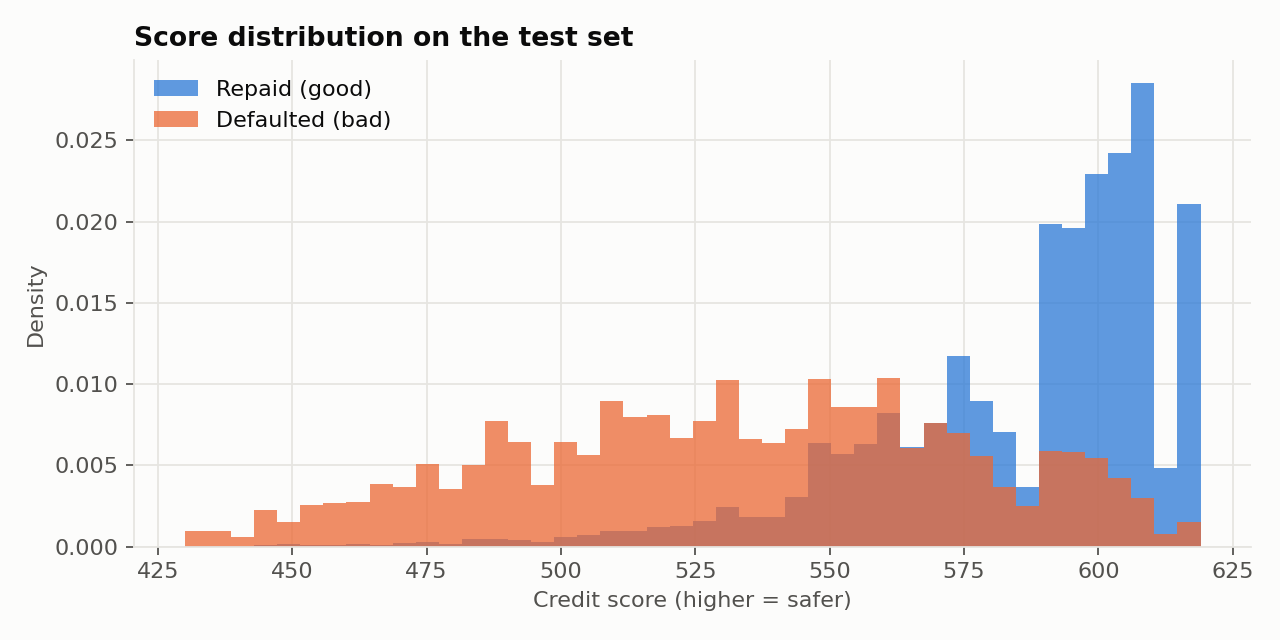 Score distribution on the test set
Repaid (good)
Defaulted (bad)
Density
0.025
0.020
0.015
0.010
0.005
0.000
425 450 475 500 525 550 575 600 625
Credit score (higher = safer)